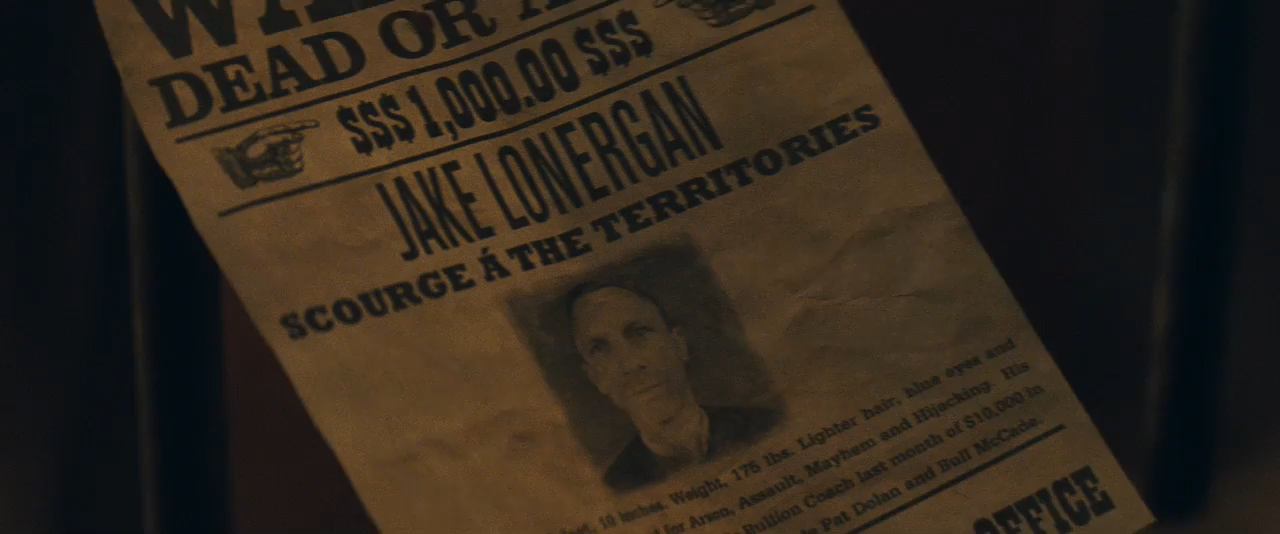 DEAD OR
$$$ 1,000.00 $$$
JAKE LONERGAN
SCOURGE Á THE TERRITORIES
10 inches. Weight, 175 lbs. Lighter hair, blue eyes and
for Arson, Assault, Mayhem and Hijacking. His
Bullion Coach last month of $10,000 in
Pat Dolan and Bull McCade.
OFFICE